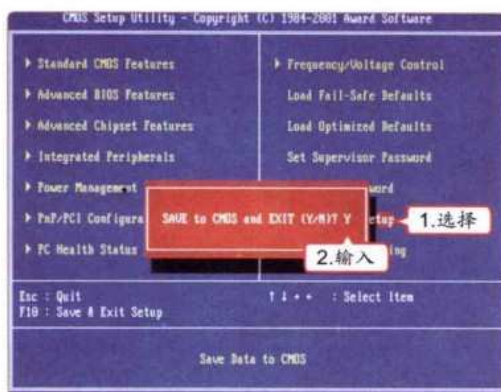 CMOS Setup Utility - Copyright (C) 1984-2001 Award Software
Standard CMOS Features
Advanced BIOS Features
Advanced Chipset Features
Integrated Peripherals
Power Management
PnP/PCI Configura
PC Health Status
Frequency/Voltage Control
Load Fail-Safe Defaults
Load Optimized Defaults
Set Supervisor Password
word
etup
ing
SAVE to CMOS and EXIT (Y/N)? Y
1.选择
2.输入
Esc : Quit
F10 : Save & Exit Setup
↑ ↓ ← → : Select Item
Save Data to CMOS